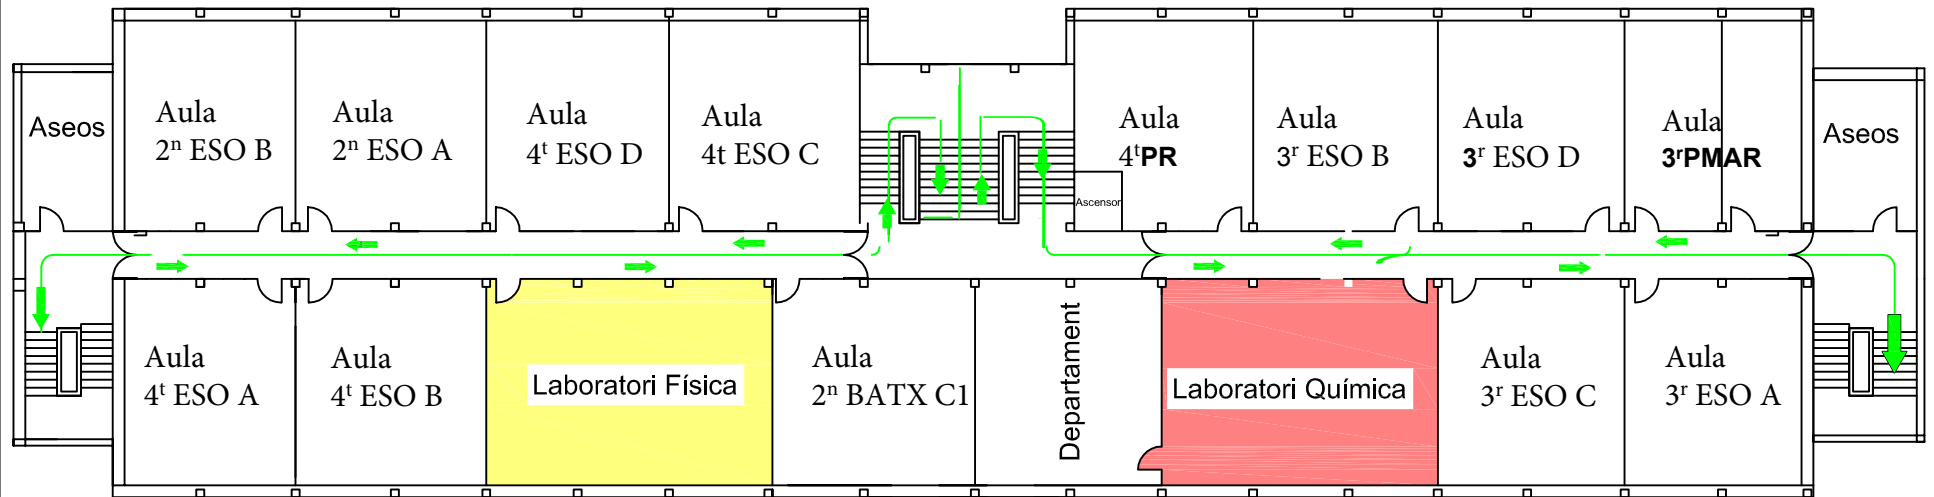 Aseos
Aula
2ⁿ ESO B
Aula
2ⁿ ESO A
Aula
4ᵗ ESO D
Aula
4t ESO C
Aula
4ᵗPR
Ascensor
Aula
3ʳ ESO B
Aula
3ʳ ESO D
Aula
3ʳPMAR
Aseos
Aula
4ᵗ ESO A
Aula
4ᵗ ESO B
Laboratori Física
Aula
2ⁿ BATX C1
Departament
Laboratori Química
Aula
3ʳ ESO C
Aula
3ʳ ESO A